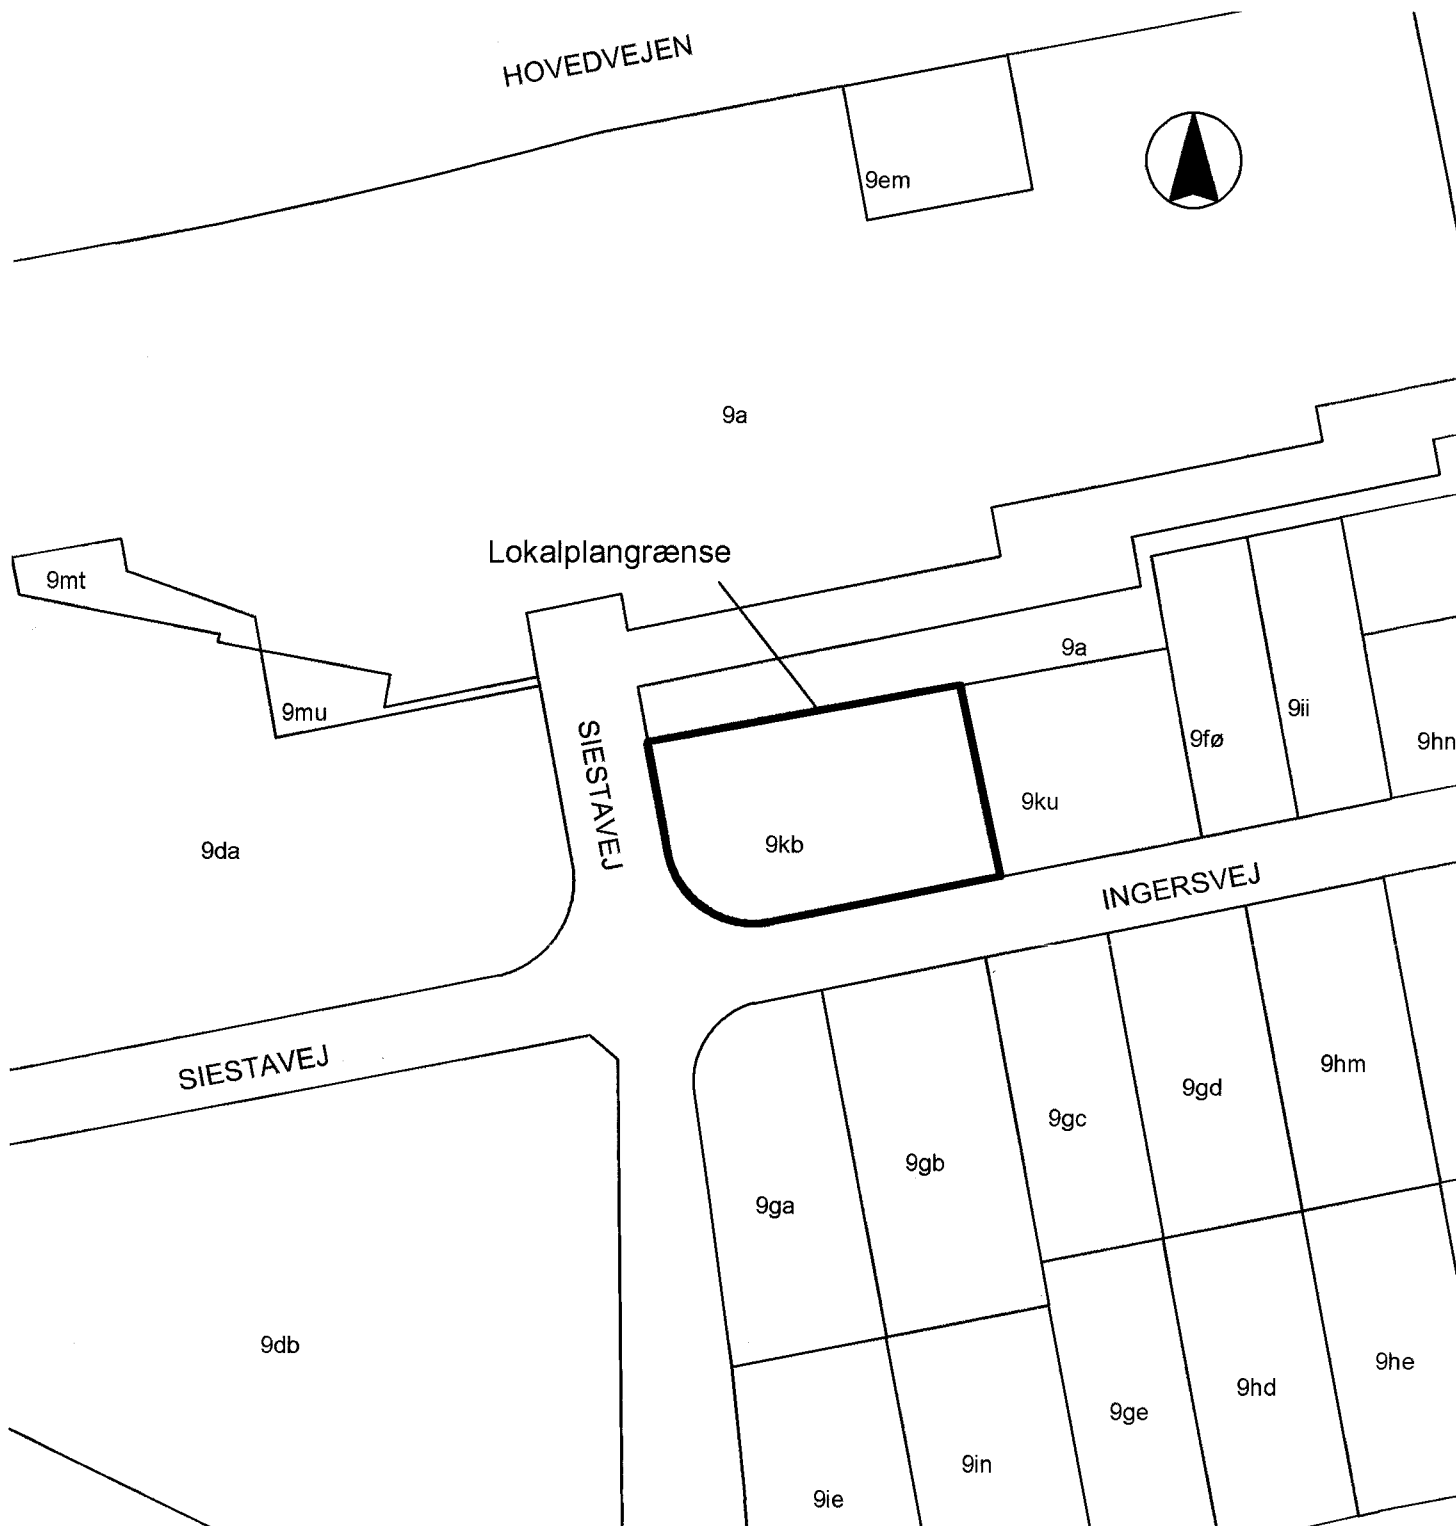 HOVEDVEJEN
9em
9a
Lokalplangrænse
9mt
9a
9mu
SIESTAVEJ
9fø
9ii
9hn
9ku
9kb
9da
INGERSVEJ
SIESTAVEJ
9hm
9gd
9gc
9gb
9ga
9db
9he
9hd
9ge
9in
9ie